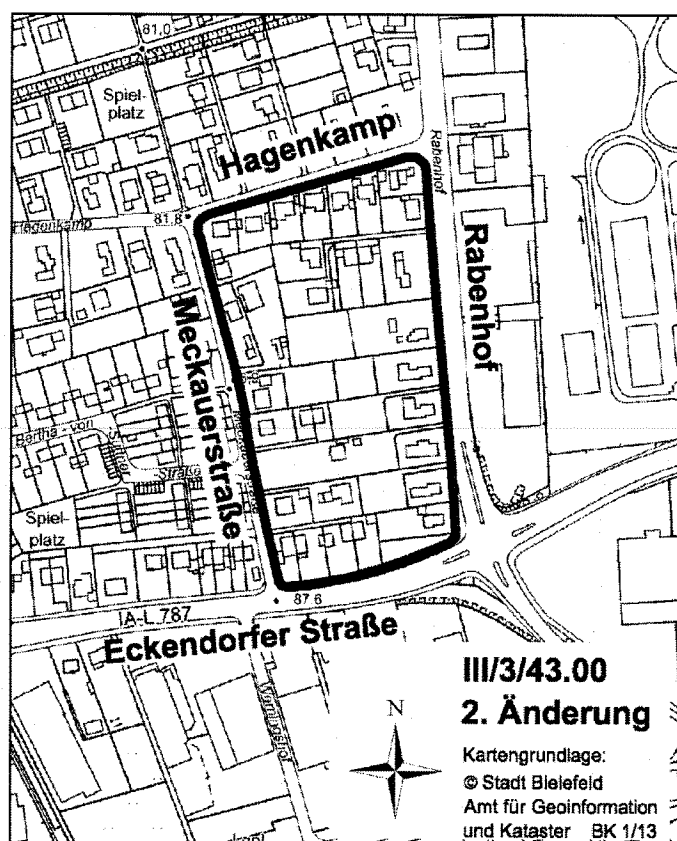 81,0
Spiel-
platz
Hagenkamp
Rabenhof
81,8
Hagenkamp
Rabenhof
Meckauerstraße
Bertha - von -
Suttner
Straße
Spiel-
platz
87,6
IA-L 787
Eckendorfer Straße
III/3/43.00
2. Änderung
N
Kartengrundlage:
© Stadt Bielefeld
Amt für Geoinformation
und Kataster BK 1/13